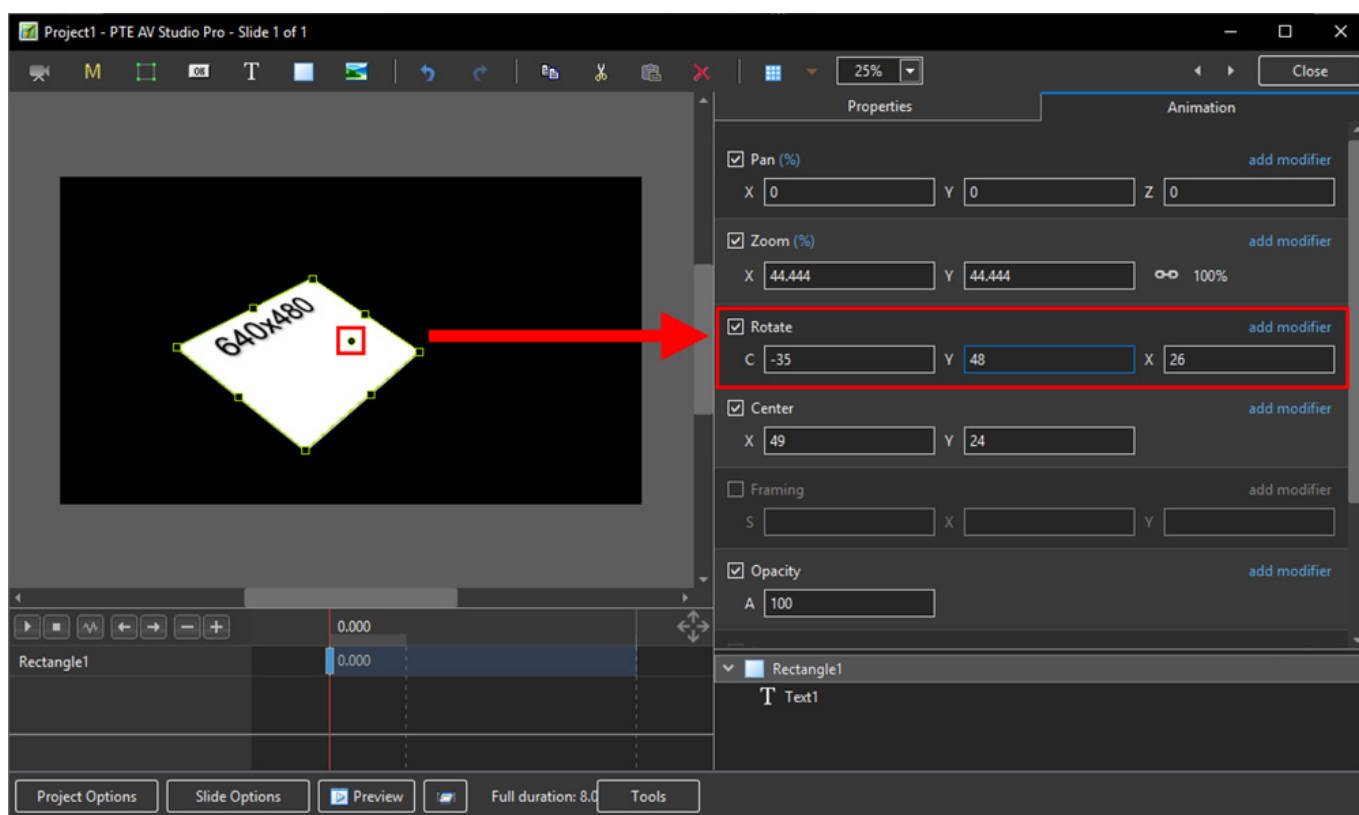 Project1 - PTE AV Studio Pro - Slide 1 of 1
M OK T 25% Close
Properties Animation
Pan (%) add modifier
X 0 Y 0 Z 0
Zoom (%) add modifier
X 44.444 Y 44.444 100%
640x480
Rotate add modifier
C -35 Y 48 X 26
Center add modifier
X 49 Y 24
Framing add modifier
S X Y
Opacity add modifier
A 100
0.000
Rectangle1 0.000
Rectangle1
T Text1
Project Options Slide Options Preview Full duration: 8.0 Tools